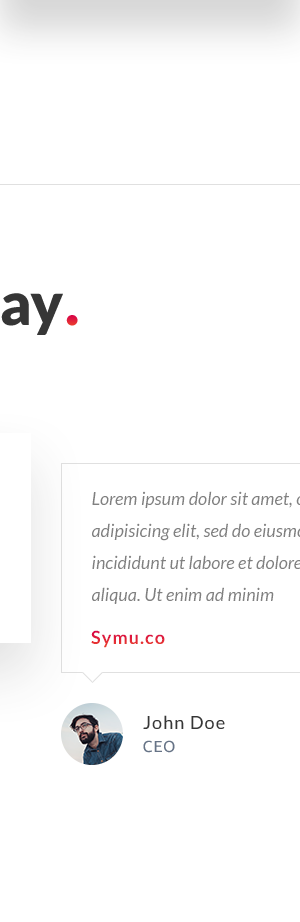 ay.
Lorem ipsum dolor sit amet,
adipisicing elit, sed do eiusmo
incididunt ut labore et dolore
aliqua. Ut enim ad minim
Symu.co
John Doe
CEO